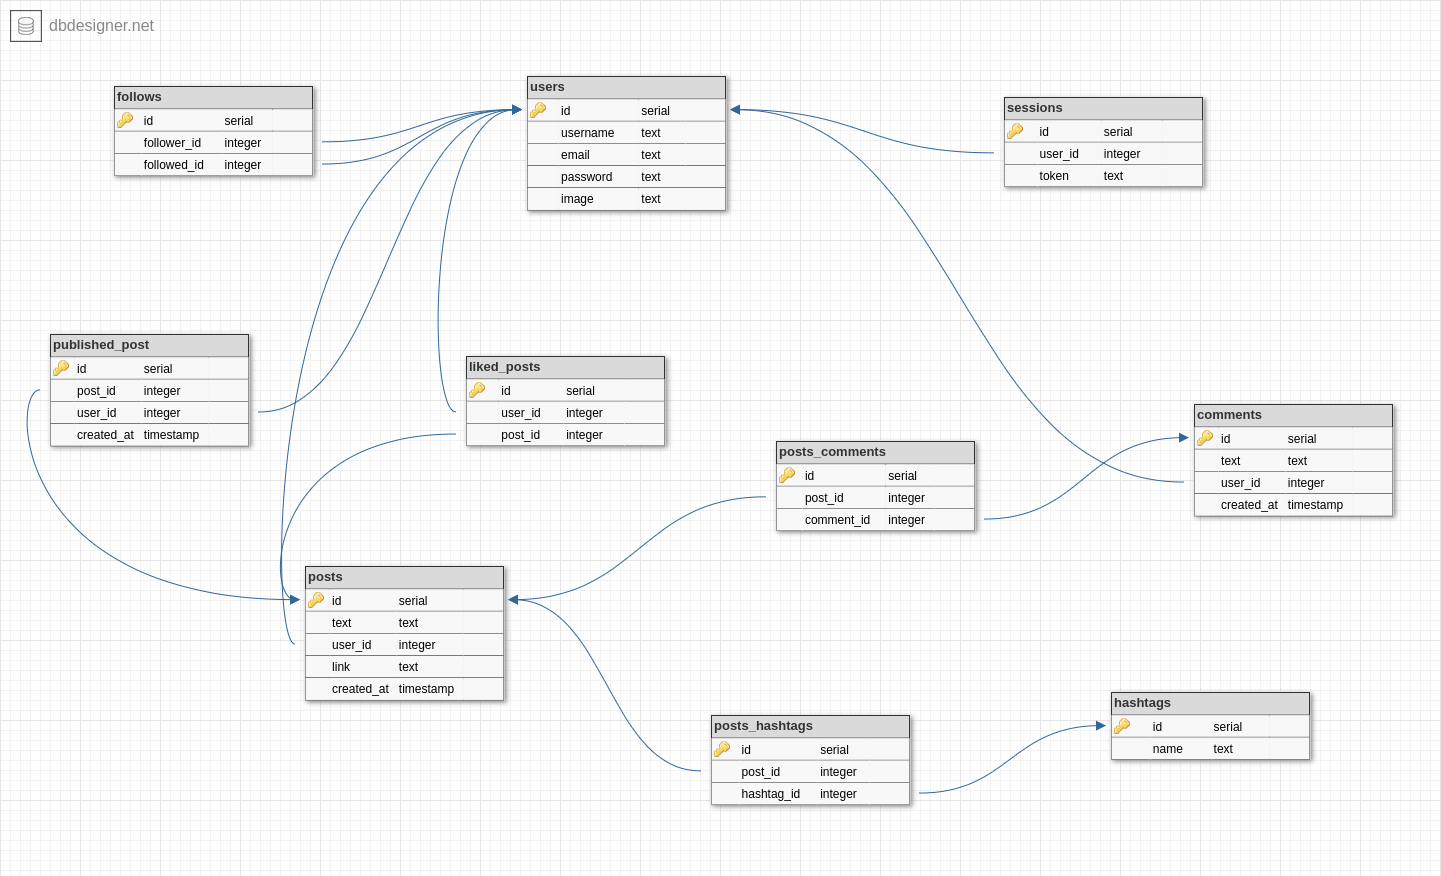 dbdesigner.net
follows
id serial
follower_id integer
followed_id integer
users
id serial
username text
email text
password text
image text
sessions
id serial
user_id integer
token text
published_post
id serial
post_id integer
user_id integer
created_at timestamp
liked_posts
id serial
user_id integer
post_id integer
posts_comments
id serial
post_id integer
comment_id integer
comments
id serial
text text
user_id integer
created_at timestamp
posts
id serial
text text
user_id integer
link text
created_at timestamp
posts_hashtags
id serial
post_id integer
hashtag_id integer
hashtags
id serial
name text